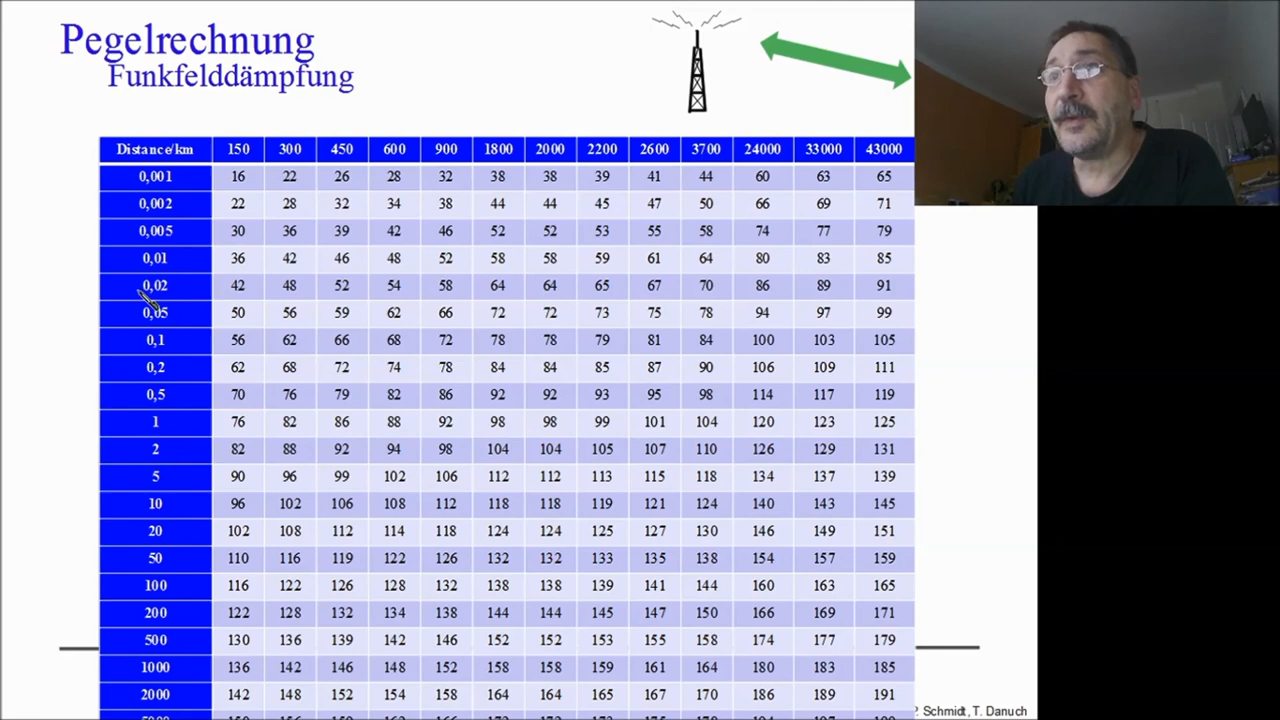 Pegelrechnung
Funkfelddämpfung
Distance/km 150 300 450 600 900 1800 2000 2200 2600 3700 24000 33000 43000
0,001 16 22 26 28 32 38 38 39 41 44 60 63 65
0,002 22 28 32 34 38 44 44 45 47 50 66 69 71
0,005 30 36 39 42 46 52 52 53 55 58 74 77 79
0,01 36 42 46 48 52 58 58 59 61 64 80 83 85
0,02 42 48 52 54 58 64 64 65 67 70 86 89 91
0,05 50 56 59 62 66 72 72 73 75 78 94 97 99
0,1 56 62 66 68 72 78 78 79 81 84 100 103 105
0,2 62 68 72 74 78 84 84 85 87 90 106 109 111
0,5 70 76 79 82 86 92 92 93 95 98 114 117 119
1 76 82 86 88 92 98 98 99 101 104 120 123 125
2 82 88 92 94 98 104 104 105 107 110 126 129 131
5 90 96 99 102 106 112 112 113 115 118 134 137 139
10 96 102 106 108 112 118 118 119 121 124 140 143 145
20 102 108 112 114 118 124 124 125 127 130 146 149 151
50 110 116 119 122 126 132 132 133 135 138 154 157 159
100 116 122 126 128 132 138 138 139 141 144 160 163 165
200 122 128 132 134 138 144 144 145 147 150 166 169 171
500 130 136 139 142 146 152 152 153 155 158 174 177 179
1000 136 142 146 148 152 158 158 159 161 164 180 183 185
2000 142 148 152 154 158 164 164 165 167 170 186 189 191
P. Schmidt, T. Danuch